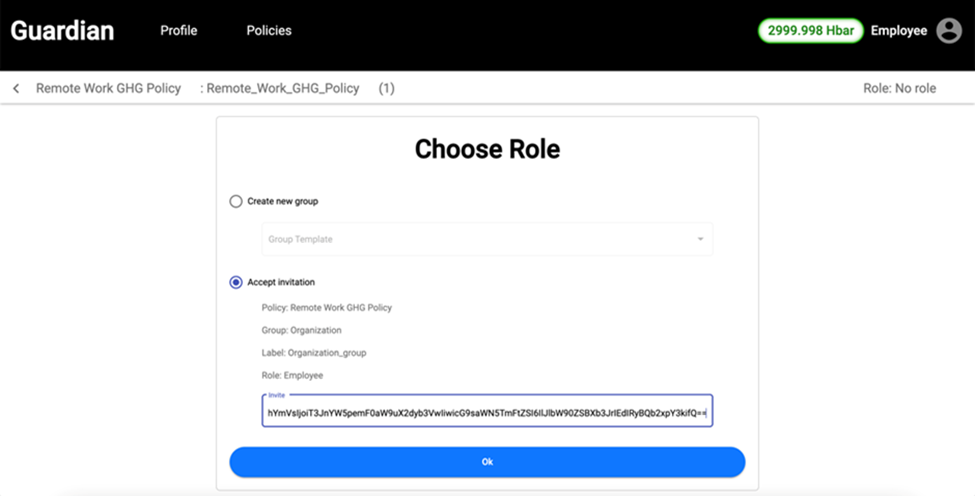 Guardian Profile Policies 2999.998 Hbar Employee
Remote Work GHG Policy : Remote_Work_GHG_Policy (1) Role: No role
Choose Role
Create new group
Group Template
Accept invitation
Policy: Remote Work GHG Policy
Group: Organization
Label: Organization_group
Role: Employee
Invite
hYmVsIjoiT3JnYW5pemF0aW9uX2dyb3VwIiwicG9saWN5TmFtZSI6IlJlbW90ZSBXb3JrIEdIRyBQb2xpY3kifQ==
Ok